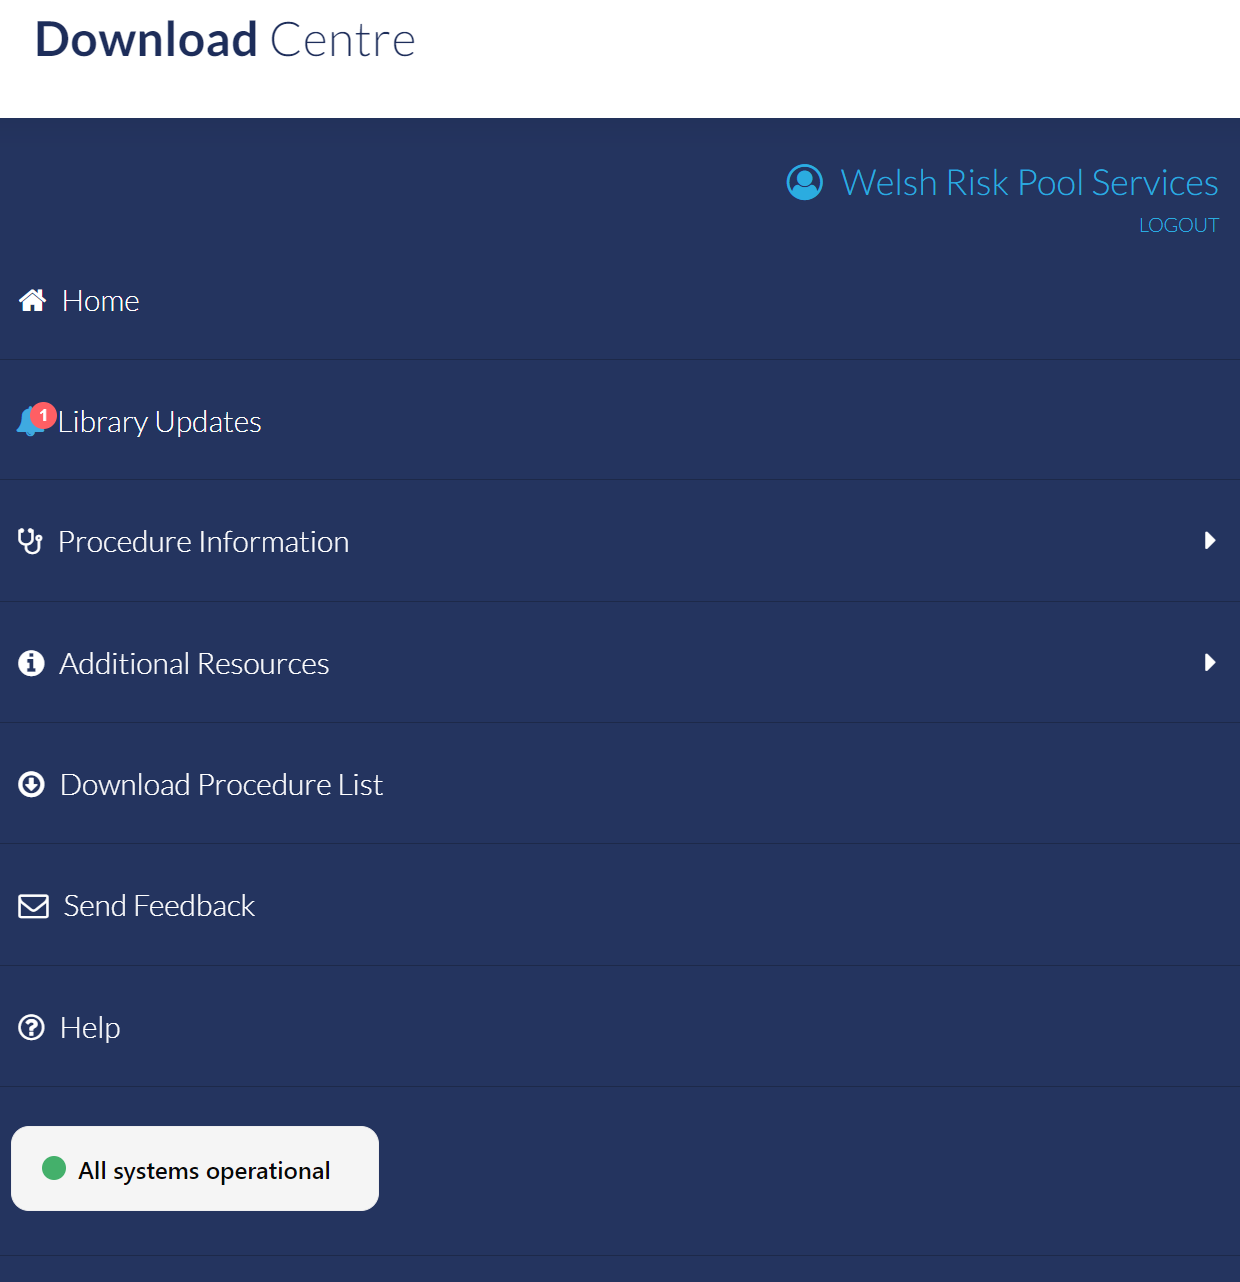 Download Centre
Welsh Risk Pool Services
LOGOUT
Home
1
Library Updates
Procedure Information
Additional Resources
Download Procedure List
Send Feedback
Help
All systems operational